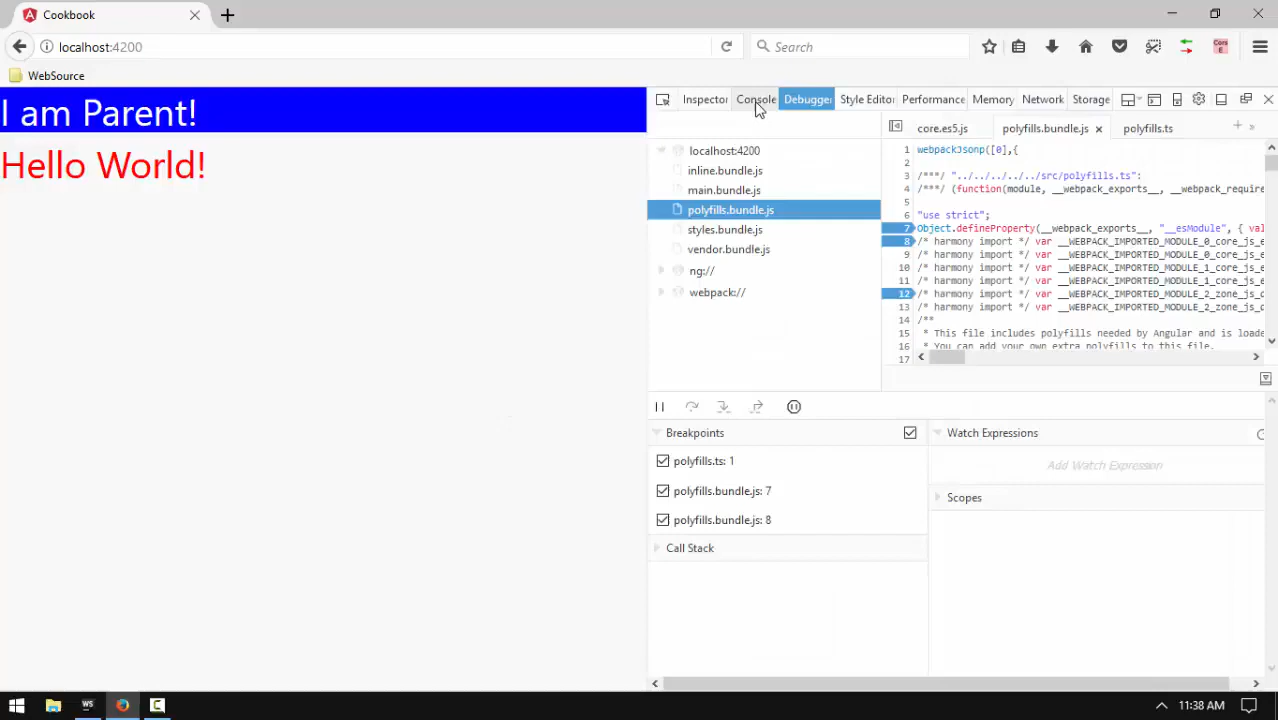 Cookbook
localhost:4200
Search
WebSource
I am Parent!
Hello World!
Inspector
Console
Debugger
Style Editor
Performance
Memory
Network
Storage
core.es5.js
polyfills.bundle.js
polyfills.ts
localhost:4200
inline.bundle.js
main.bundle.js
polyfills.bundle.js
styles.bundle.js
vendor.bundle.js
ng://
webpack://
1 webpackJsonp([0],{
2
3 /***/ "../../../../../src/polyfills.ts":
4 /***/ (function(module, __webpack_exports__, __webpack_require
5
6 "use strict";
7 Object.defineProperty(__webpack_exports__, "__esModule", { val
8 /* harmony import */ var __WEBPACK_IMPORTED_MODULE_0_core_js_e
9 /* harmony import */ var __WEBPACK_IMPORTED_MODULE_0_core_js_e
10 /* harmony import */ var __WEBPACK_IMPORTED_MODULE_1_core_js_e
11 /* harmony import */ var __WEBPACK_IMPORTED_MODULE_1_core_js_e
12 /* harmony import */ var __WEBPACK_IMPORTED_MODULE_2_zone_js_d
13 /* harmony import */ var __WEBPACK_IMPORTED_MODULE_2_zone_js_d
14 /**
15 * This file includes polyfills needed by Angular and is loade
16 * You can add your own extra polyfills to this file.
17
Breakpoints
polyfills.ts: 1
polyfills.bundle.js: 7
polyfills.bundle.js: 8
Call Stack
Watch Expressions
Add Watch Expression
Scopes
WS
11:38 AM